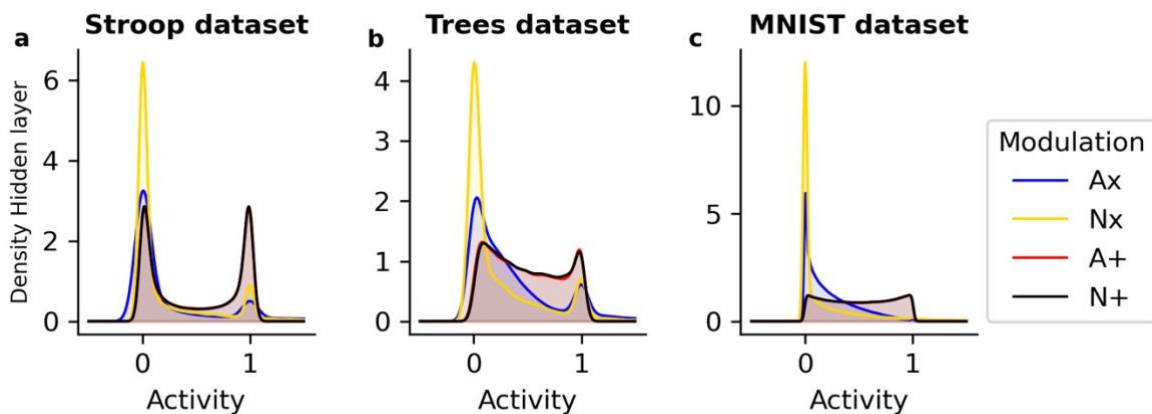 a Stroop dataset
b Trees dataset
c MNIST dataset
Density Hidden layer
6
4
2
0
4
3
2
1
0
10
5
0
0 1
0 1
0 1
Activity
Activity
Activity
Modulation
Ax
Nx
A+
N+